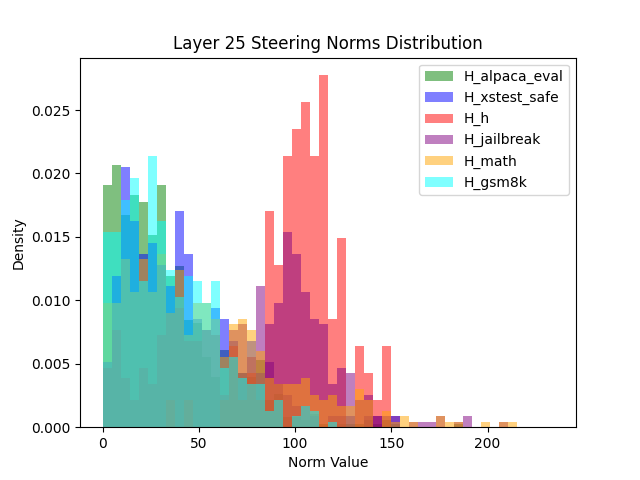 Layer 25 Steering Norms Distribution
H_alpaca_eval
H_xstest_safe
H_h
H_jailbreak
H_math
H_gsm8k
0.025
0.020
0.015
0.010
0.005
0.000
Density
0 50 100 150 200
Norm Value